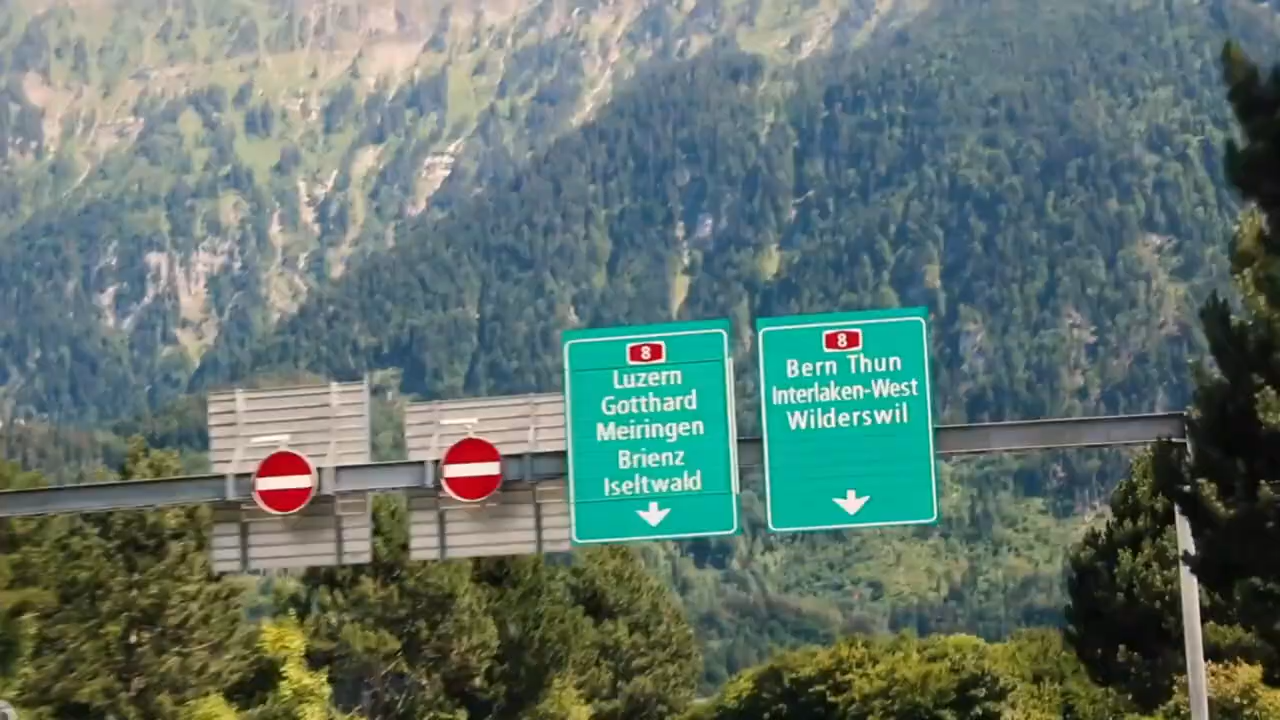 8
Luzern
Gotthard
Meiringen
Brienz
Iseltwald
8
Bern Thun
Interlaken-West
Wilderswil